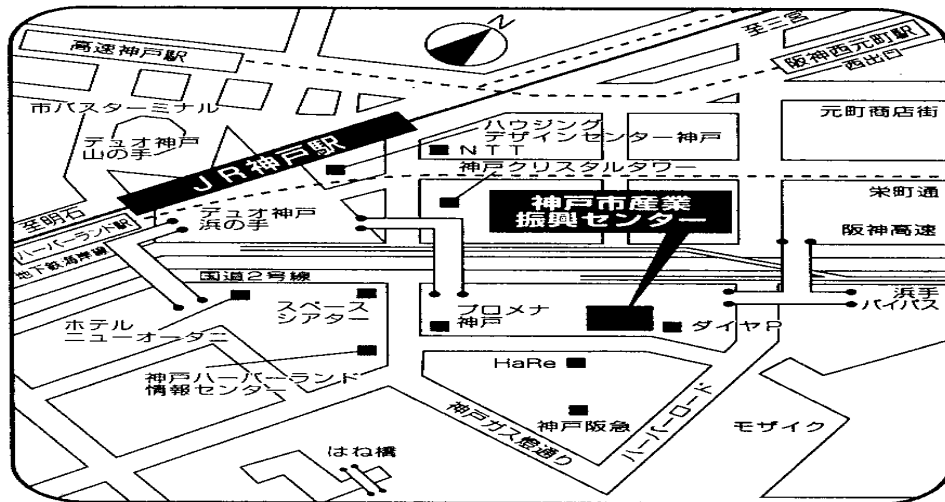 N
至三宮
高速神戸駅
阪神西元町駅
西出口
市バスターミナル
元町商店街
デュオ神戸
山の手
ハウジング
デザインセンター神戸
NTT
JR神戸駅
神戸クリスタルタワー
栄町通
神戸市産業
振興センター
至明石
デュオ神戸
浜の手
ハーバーランド駅
阪神高速
地下鉄海岸線
国道2号線
浜手
バイパス
スペース
シアター
プロメナ
神戸
ダイヤP
ホテル
ニューオータニ
HaRe
神戸ハーバーランド
情報センター
神戸ガス燈通り
神戸阪急
ハーバーロード
モザイク
はね橋